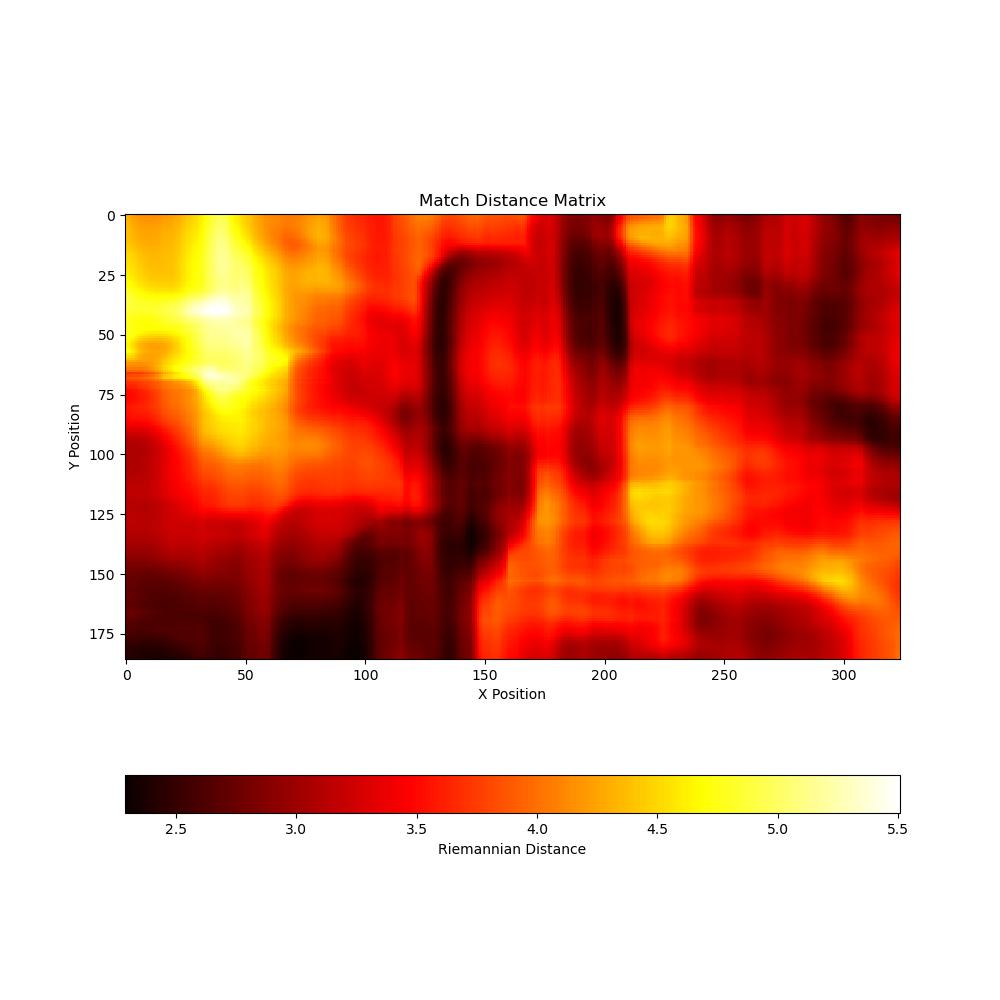 Match Distance Matrix
0
25
50
75
100
125
150
175
Y Position
0 50 100 150 200 250 300
X Position
2.5 3.0 3.5 4.0 4.5 5.0 5.5
Riemannian Distance